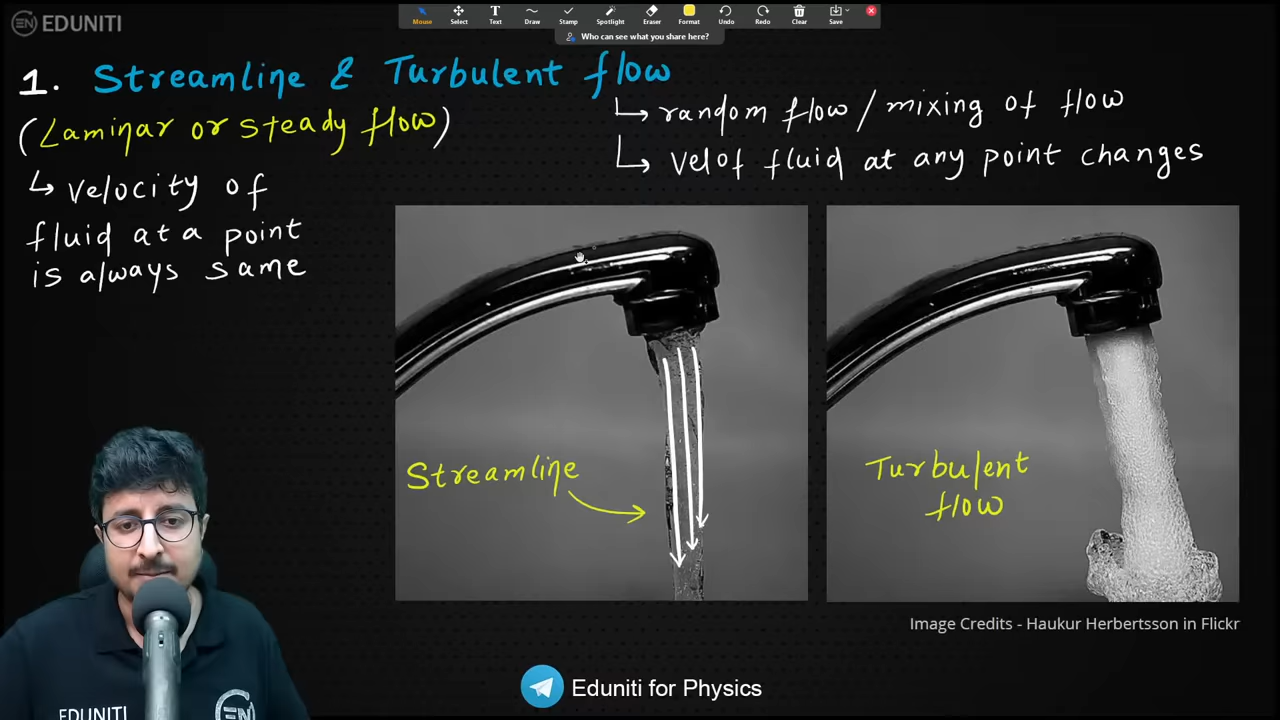 EN EDUNITI
Mouse Select Text Draw Stamp Spotlight Eraser Format Undo Redo Clear Save
Who can see what you share here?
1. Streamline & Turbulent flow
(Laminar or steady flow)
↳ velocity of
fluid at a point
is always same
↳ random flow / mixing of flow
↳ vel of fluid at any point changes
Streamline
Turbulent
flow
Image Credits - Haukur Herbertsson in Flickr
Eduniti for Physics
EDUNITI
EN